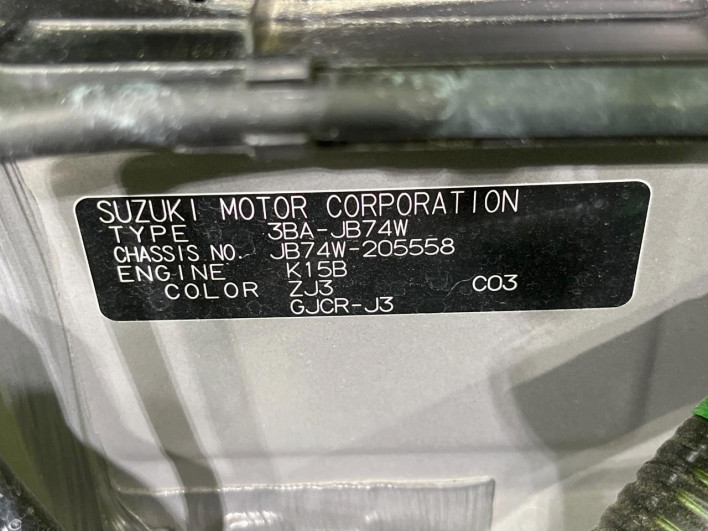 SUZUKI MOTOR CORPORATION
TYPE 3BA-JB74W
CHASSIS NO. JB74W-205558
ENGINE K15B
COLOR ZJ3 C03
GJCR-J3